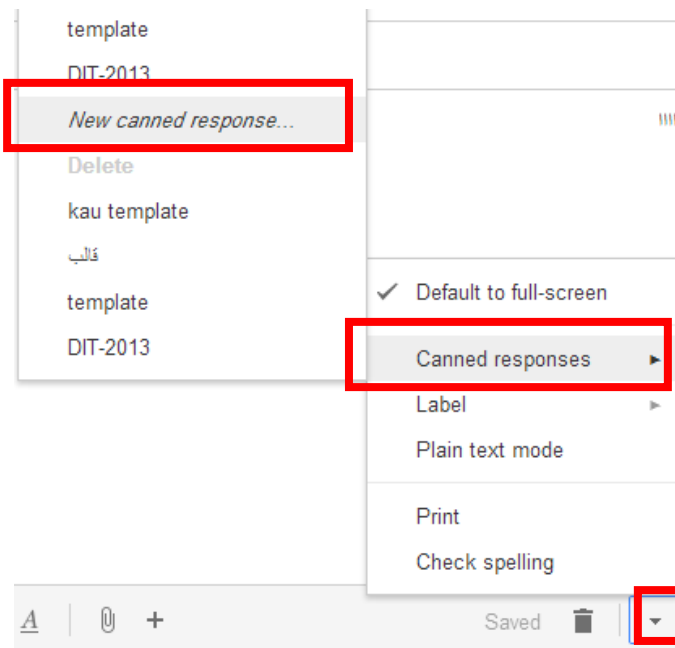 template
DIT-2013
New canned response...
Delete
kau template
قالب
template
DIT-2013
Default to full-screen
Canned responses
Label
Plain text mode
Print
Check spelling
A
Saved